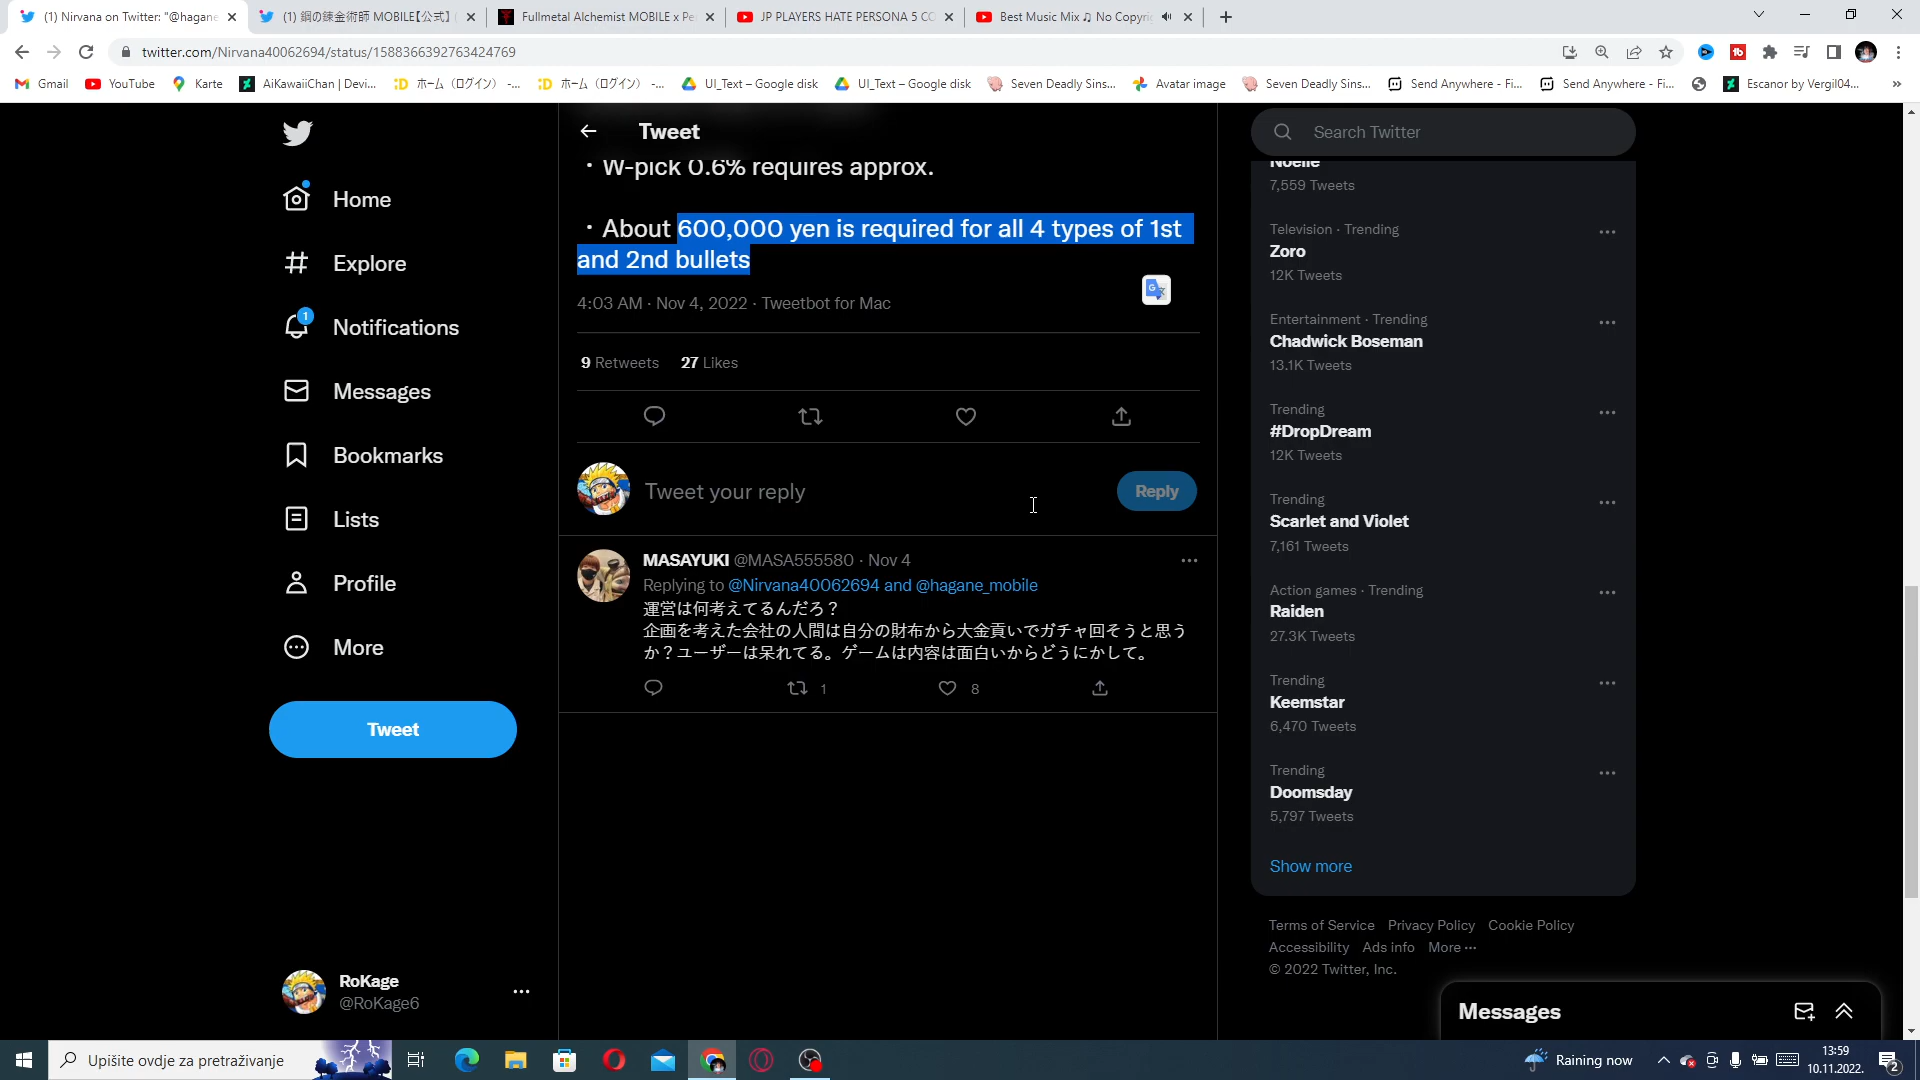 (1) Nirvana on Twitter: "@hagane
(1) 鋼の錬金術師 MOBILE【公式】(
Fullmetal Alchemist MOBILE x Pe
JP PLAYERS HATE PERSONA 5 CO
Best Music Mix ♫ No Copyri
twitter.com/Nirvana40062694/status/1588366392763424769
Gmail
YouTube
Karte
AiKawaiiChan | Devi...
ホーム（ログイン） -...
ホーム（ログイン） -...
UI_Text – Google disk
UI_Text – Google disk
Seven Deadly Sins...
Avatar image
Seven Deadly Sins...
Send Anywhere - Fi...
Send Anywhere - Fi...
Escanor by Vergil04...
Home
Explore
1
Notifications
Messages
Bookmarks
Lists
Profile
More
Tweet
RoKage
@RoKage6
Tweet
・W-pick 0.6% requires approx.
・About 600,000 yen is required for all 4 types of 1st
and 2nd bullets
4:03 AM · Nov 4, 2022 · Tweetbot for Mac
9 Retweets 27 Likes
Tweet your reply
Reply
MASAYUKI @MASA555580 · Nov 4
Replying to @Nirvana40062694 and @hagane_mobile
運営は何考えてるんだろ？
企画を考えた会社の人間は自分の財布から大金貢いでガチャ回そうと思う
か？ユーザーは呆れてる。ゲームは内容は面白いからどうにかして。
1
8
Search Twitter
Noelle
7,559 Tweets
Television · Trending
Zoro
12K Tweets
Entertainment · Trending
Chadwick Boseman
13.1K Tweets
Trending
#DropDream
12K Tweets
Trending
Scarlet and Violet
7,161 Tweets
Action games · Trending
Raiden
27.3K Tweets
Trending
Keemstar
6,470 Tweets
Trending
Doomsday
5,797 Tweets
Show more
Terms of Service Privacy Policy Cookie Policy
Accessibility Ads info More ···
© 2022 Twitter, Inc.
Messages
Upišite ovdje za pretraživanje
Raining now
13:59
10.11.2022.
2